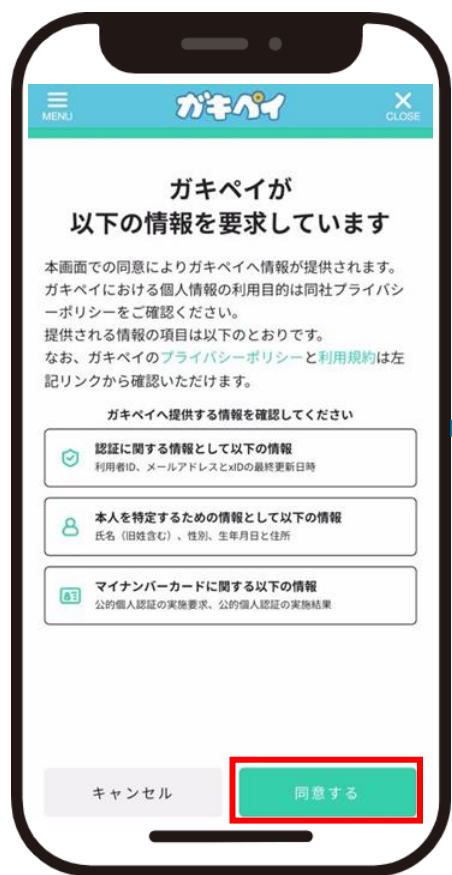 MENU
ガキペイ
CLOSE
ガキペイが
以下の情報を要求しています
本画面での同意によりガキペイへ情報が提供されます。
ガキペイにおける個人情報の利用目的は同社プライバシ
ーポリシーをご確認ください。
提供される情報の項目は以下のとおりです。
なお、ガキペイのプライバシーポリシーと利用規約は左
記リンクから確認いただけます。
ガキペイへ提供する情報を確認してください
認証に関する情報として以下の情報
利用者ID、メールアドレスとxIDの最終更新日時
本人を特定するための情報として以下の情報
氏名（旧姓含む）、性別、生年月日と住所
マイナンバーカードに関する以下の情報
公的個人認証の実施要求、公的個人認証の実施結果
キャンセル
同意する